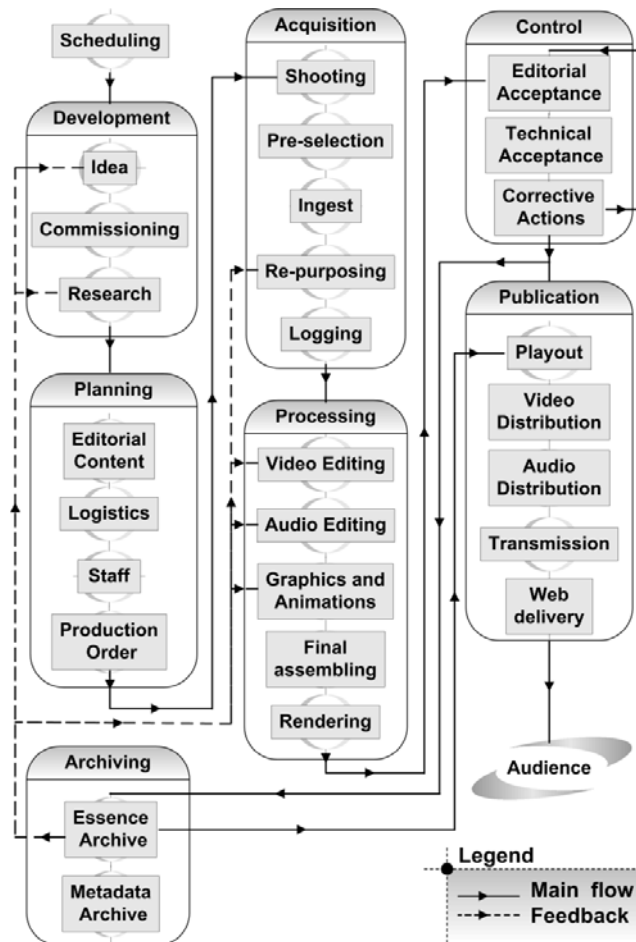 Scheduling
Development
Idea
Commissioning
Research
Planning
Editorial
Content
Logistics
Staff
Production
Order
Archiving
Essence
Archive
Metadata
Archive
Acquisition
Shooting
Pre-selection
Ingest
Re-purposing
Logging
Processing
Video Editing
Audio Editing
Graphics and
Animations
Final
assembling
Rendering
Control
Editorial
Acceptance
Technical
Acceptance
Corrective
Actions
Publication
Playout
Video
Distribution
Audio
Distribution
Transmission
Web
delivery
Audience
Legend
Main flow
Feedback